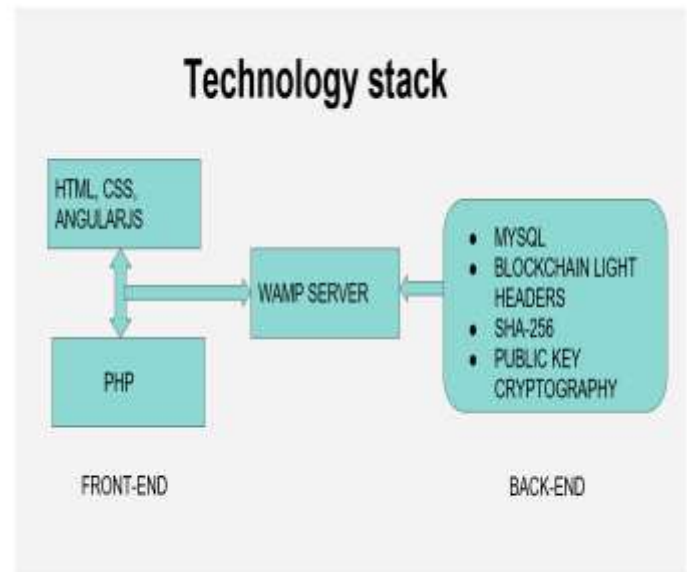 Technology stack
HTML, CSS,
ANGULARJS
WAMP SERVER
PHP
● MYSQL
● BLOCKCHAIN LIGHT
HEADERS
● SHA-256
● PUBLIC KEY
CRYPTOGRAPHY
FRONT-END
BACK-END